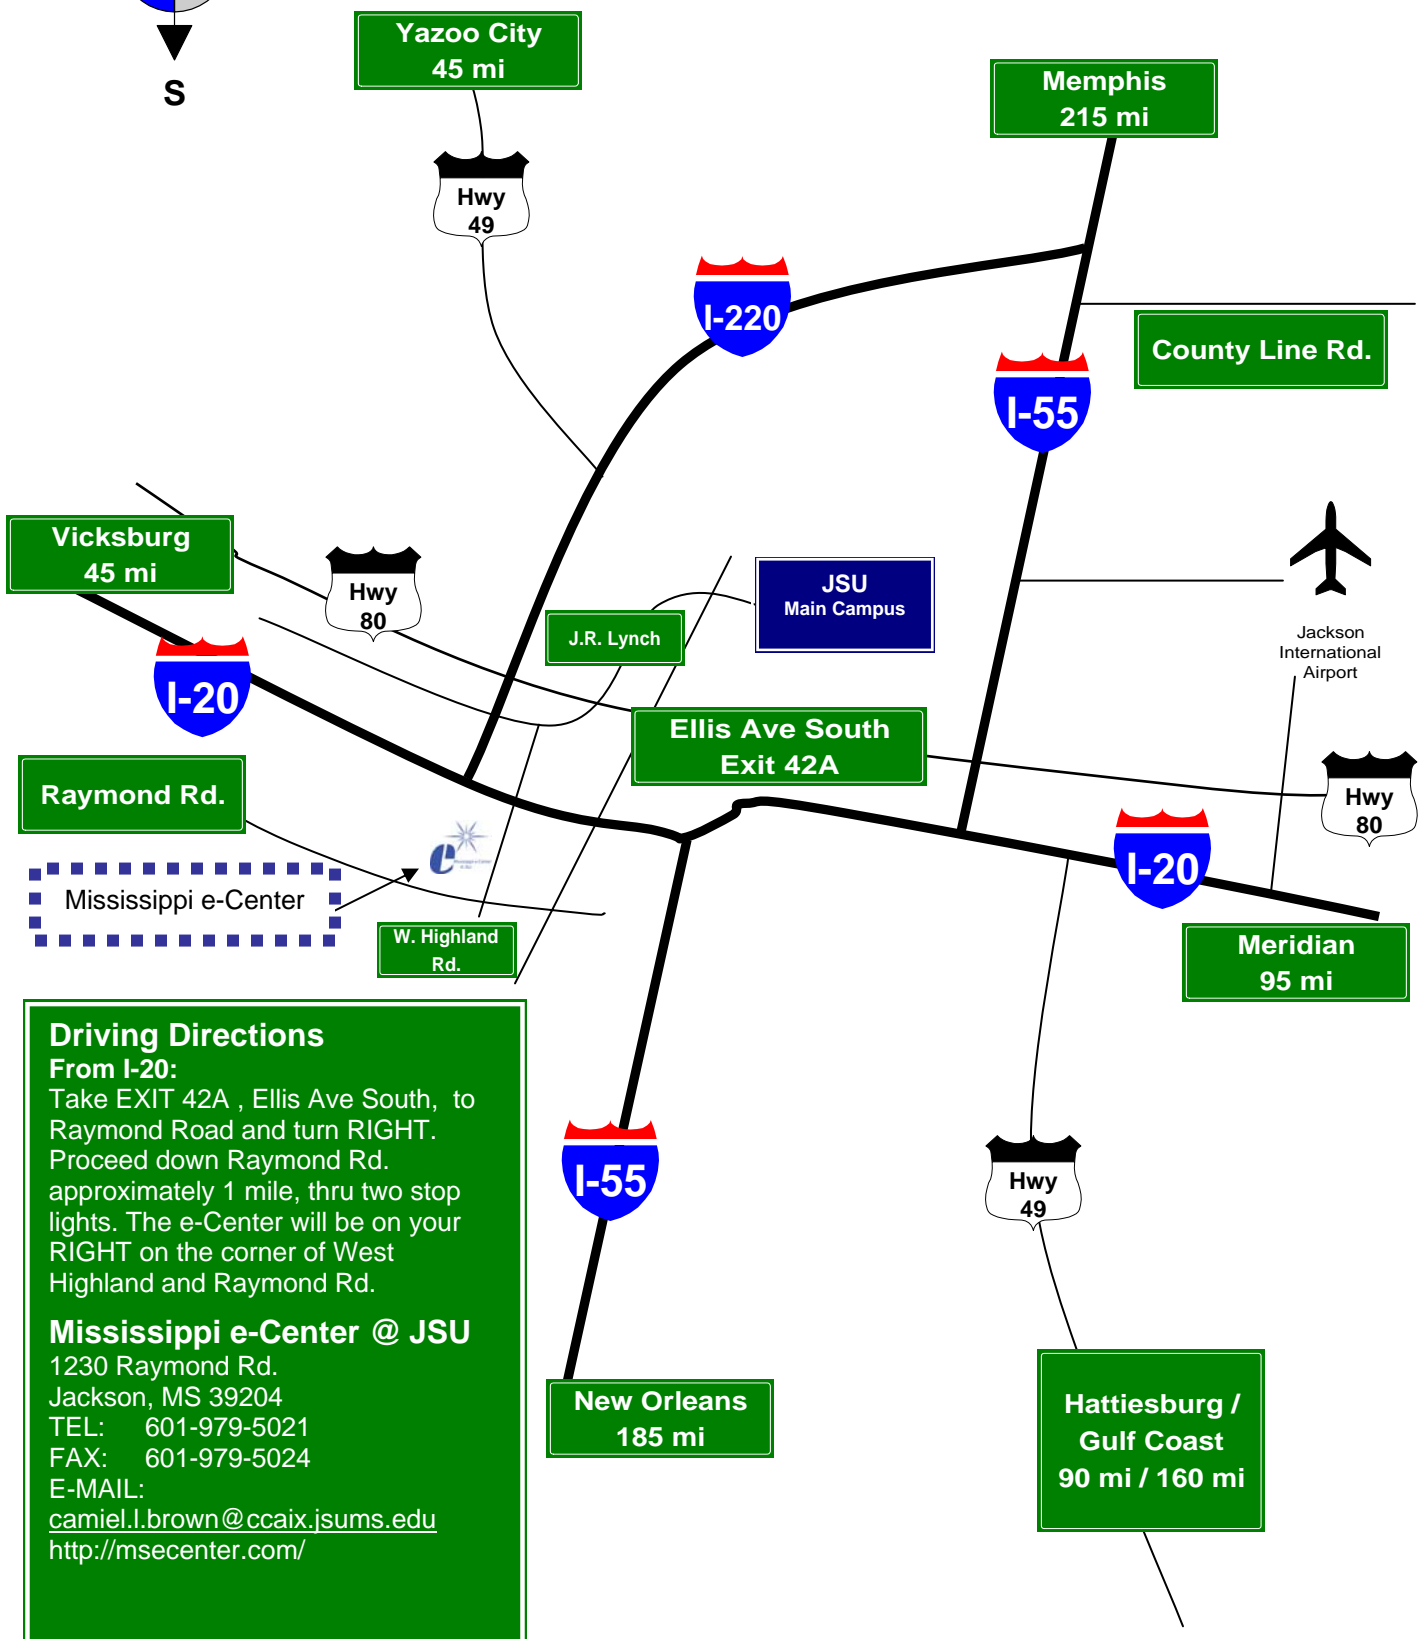 S
Yazoo City
45 mi
Memphis
215 mi
Hwy
49
I-220
County Line Rd.
I-55
Vicksburg
45 mi
Hwy
80
JSU
Main Campus
J.R. Lynch
Jackson
International
Airport
I-20
Ellis Ave South
Exit 42A
Raymond Rd.
Hwy
80
I-20
Mississippi e-Center
W. Highland
Rd.
Meridian
95 mi
Driving Directions
From I-20:
Take EXIT 42A , Ellis Ave South, to
Raymond Road and turn RIGHT.
Proceed down Raymond Rd.
approximately 1 mile, thru two stop
lights. The e-Center will be on your
RIGHT on the corner of West
Highland and Raymond Rd.
Mississippi e-Center @ JSU
1230 Raymond Rd.
Jackson, MS 39204
TEL: 601-979-5021
FAX: 601-979-5024
E-MAIL:
camiel.l.brown@ccaix.jsums.edu
http://msecenter.com/
I-55
Hwy
49
New Orleans
185 mi
Hattiesburg /
Gulf Coast
90 mi / 160 mi